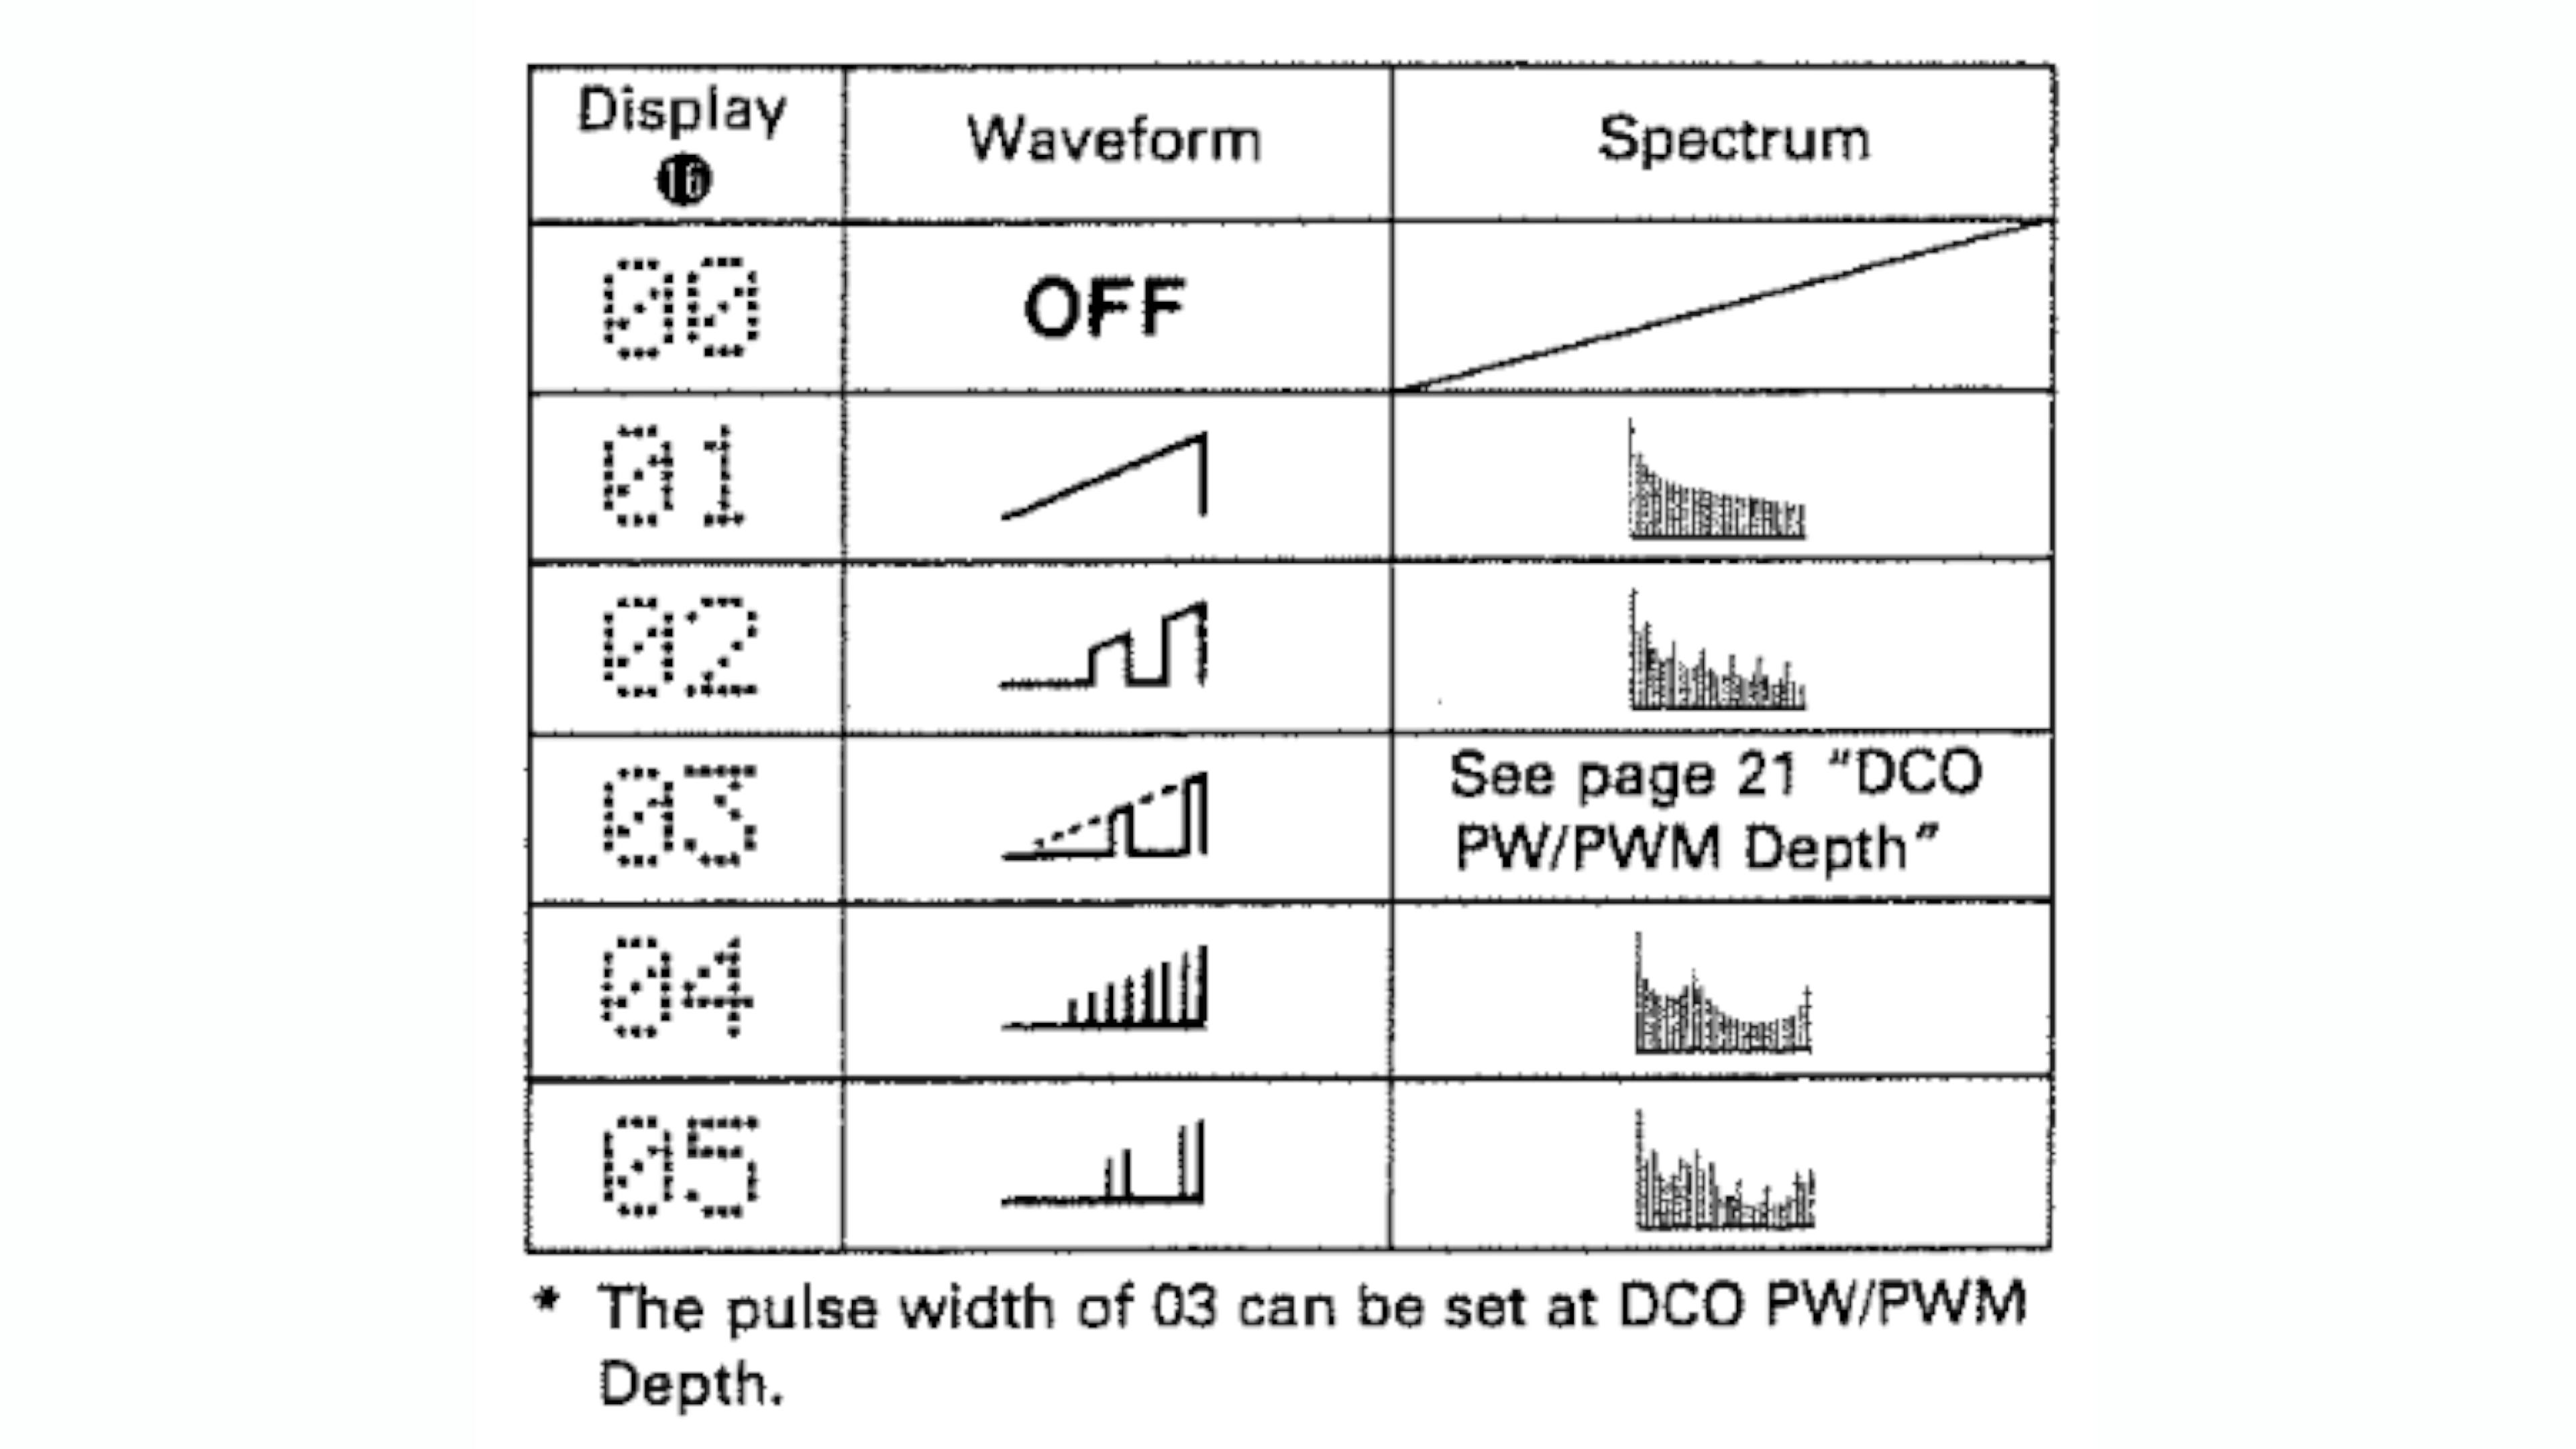 Display
Waveform
Spectrum
16
00
OFF
01
02
03
See page 21 "DCO
PW/PWM Depth"
04
05
* The pulse width of 03 can be set at DCO PW/PWM
Depth.